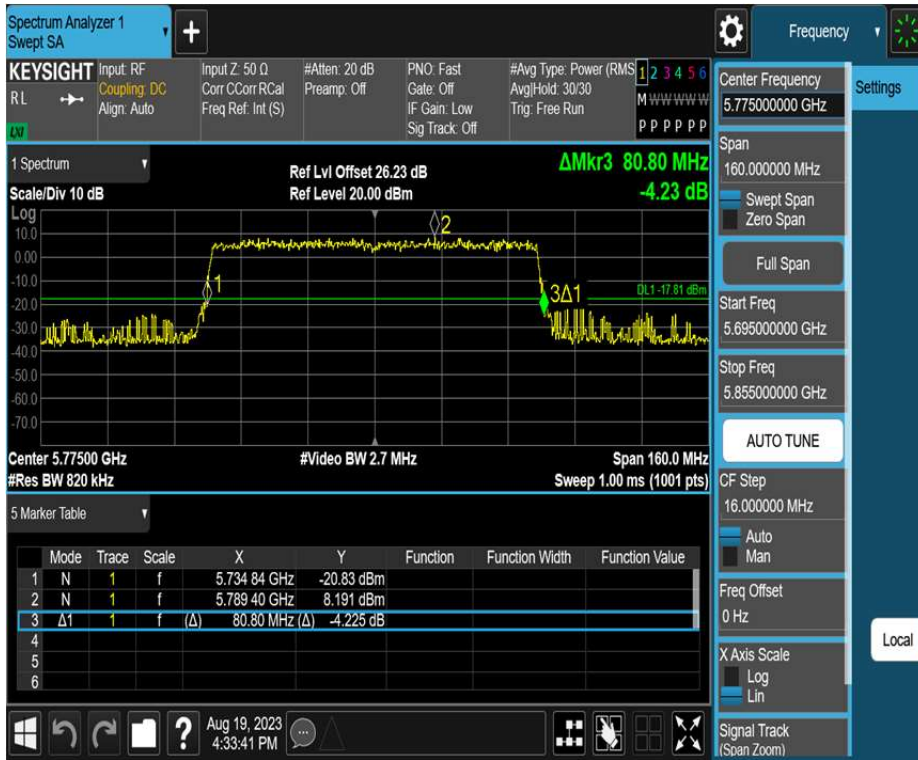 Spectrum Analyzer 1
Swept SA
+
Frequency
KEYSIGHT
RL
LXI
Input: RF
Coupling: DC
Align: Auto
Input Z: 50 Ω
Corr CCorr RCal
Freq Ref: Int (S)
#Atten: 20 dB
Preamp: Off
PNO: Fast
Gate: Off
IF Gain: Low
Sig Track: Off
#Avg Type: Power (RMS
Avg|Hold: 30/30
Trig: Free Run
1 2 3 4 5 6
M W W W W W
P P P P P P
1 Spectrum
Scale/Div 10 dB
Ref Lvl Offset 26.23 dB
Ref Level 20.00 dBm
ΔMkr3 80.80 MHz
-4.23 dB
Log
10.0
0.00
-10.0
-20.0
-30.0
-40.0
-50.0
-60.0
-70.0
2
1
3Δ1
DL1 -17.81 dBm
Center 5.77500 GHz
#Video BW 2.7 MHz
Span 160.0 MHz
#Res BW 820 kHz
Sweep 1.00 ms (1001 pts)
5 Marker Table
Mode Trace Scale X Y Function Function Width Function Value
1 N 1 f 5.734 84 GHz -20.83 dBm
2 N 1 f 5.789 40 GHz 8.191 dBm
3 Δ1 1 f (Δ) 80.80 MHz (Δ) -4.225 dB
4
5
6
?
Aug 19, 2023
4:33:41 PM
Center Frequency
5.775000000 GHz
Settings
Span
160.000000 MHz
Swept Span
Zero Span
Full Span
Start Freq
5.695000000 GHz
Stop Freq
5.855000000 GHz
AUTO TUNE
CF Step
16.000000 MHz
Auto
Man
Freq Offset
0 Hz
Local
X Axis Scale
Log
Lin
Signal Track
(Span Zoom)